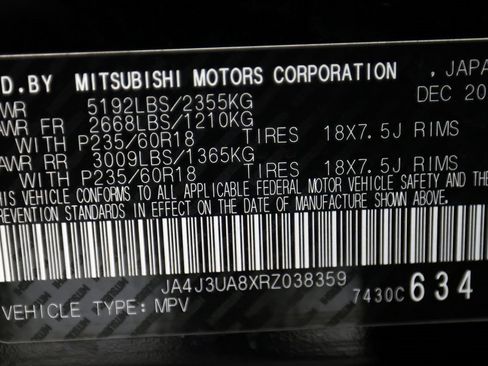 D.BY MITSUBISHI MOTORS CORPORATION , JAPA
WR 5192LBS/2355KG DEC 20
AWR FR 2668LBS/1210KG
WITH P235/60R18 TIRES 18X7.5J RIMS
AWR RR 3009LBS/1365KG
WITH P235/60R18 TIRES 18X7.5J RIMS
THIS VEHICLE CONFORMS TO ALL APPLICABLE FEDERAL MOTOR VEHICLE SAFETY AND THE
PREVENTION STANDARDS IN EFFECT ON THE DATE OF MANUFACTURE SHOWN ABOVE.
JA4J3UA8XRZ038359
VEHICLE TYPE: MPV 7430C 634